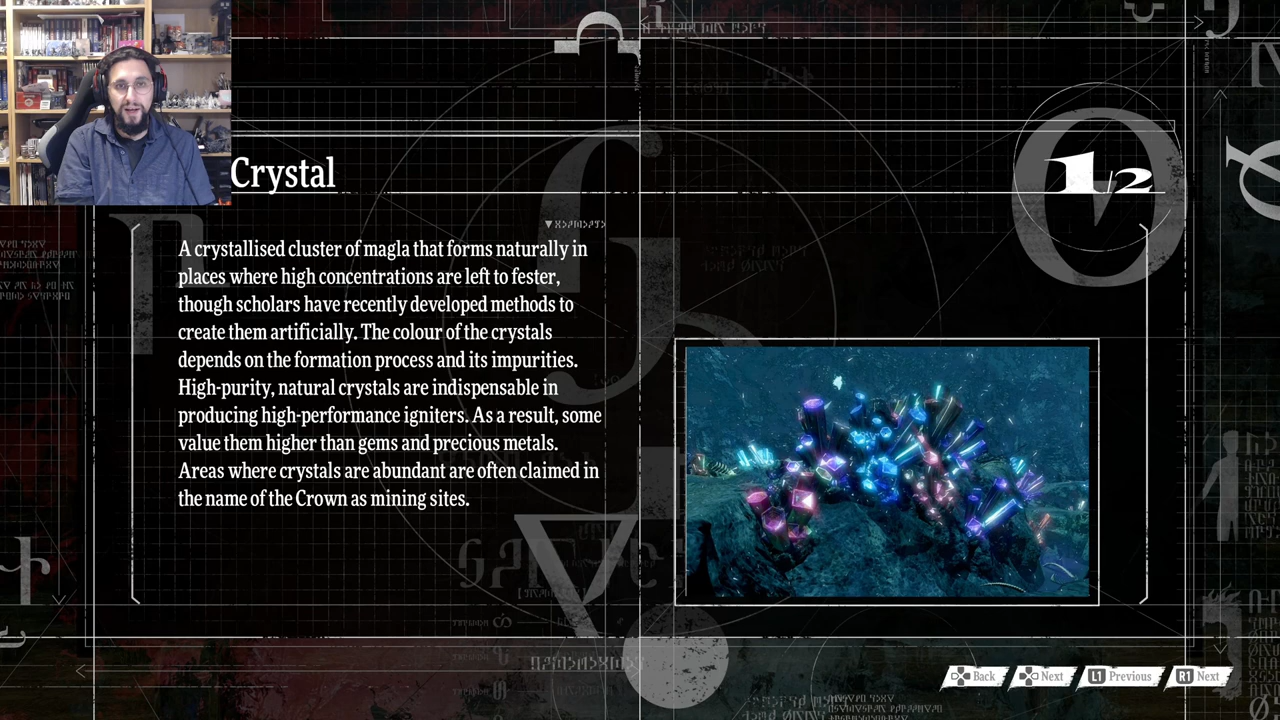 Crystal
1/2
A crystallised cluster of magla that forms naturally in
places where high concentrations are left to fester,
though scholars have recently developed methods to
create them artificially. The colour of the crystals
depends on the formation process and its impurities.
High-purity, natural crystals are indispensable in
producing high-performance igniters. As a result, some
value them higher than gems and precious metals.
Areas where crystals are abundant are often claimed in
the name of the Crown as mining sites.
Back Next L1 Previous R1 Next